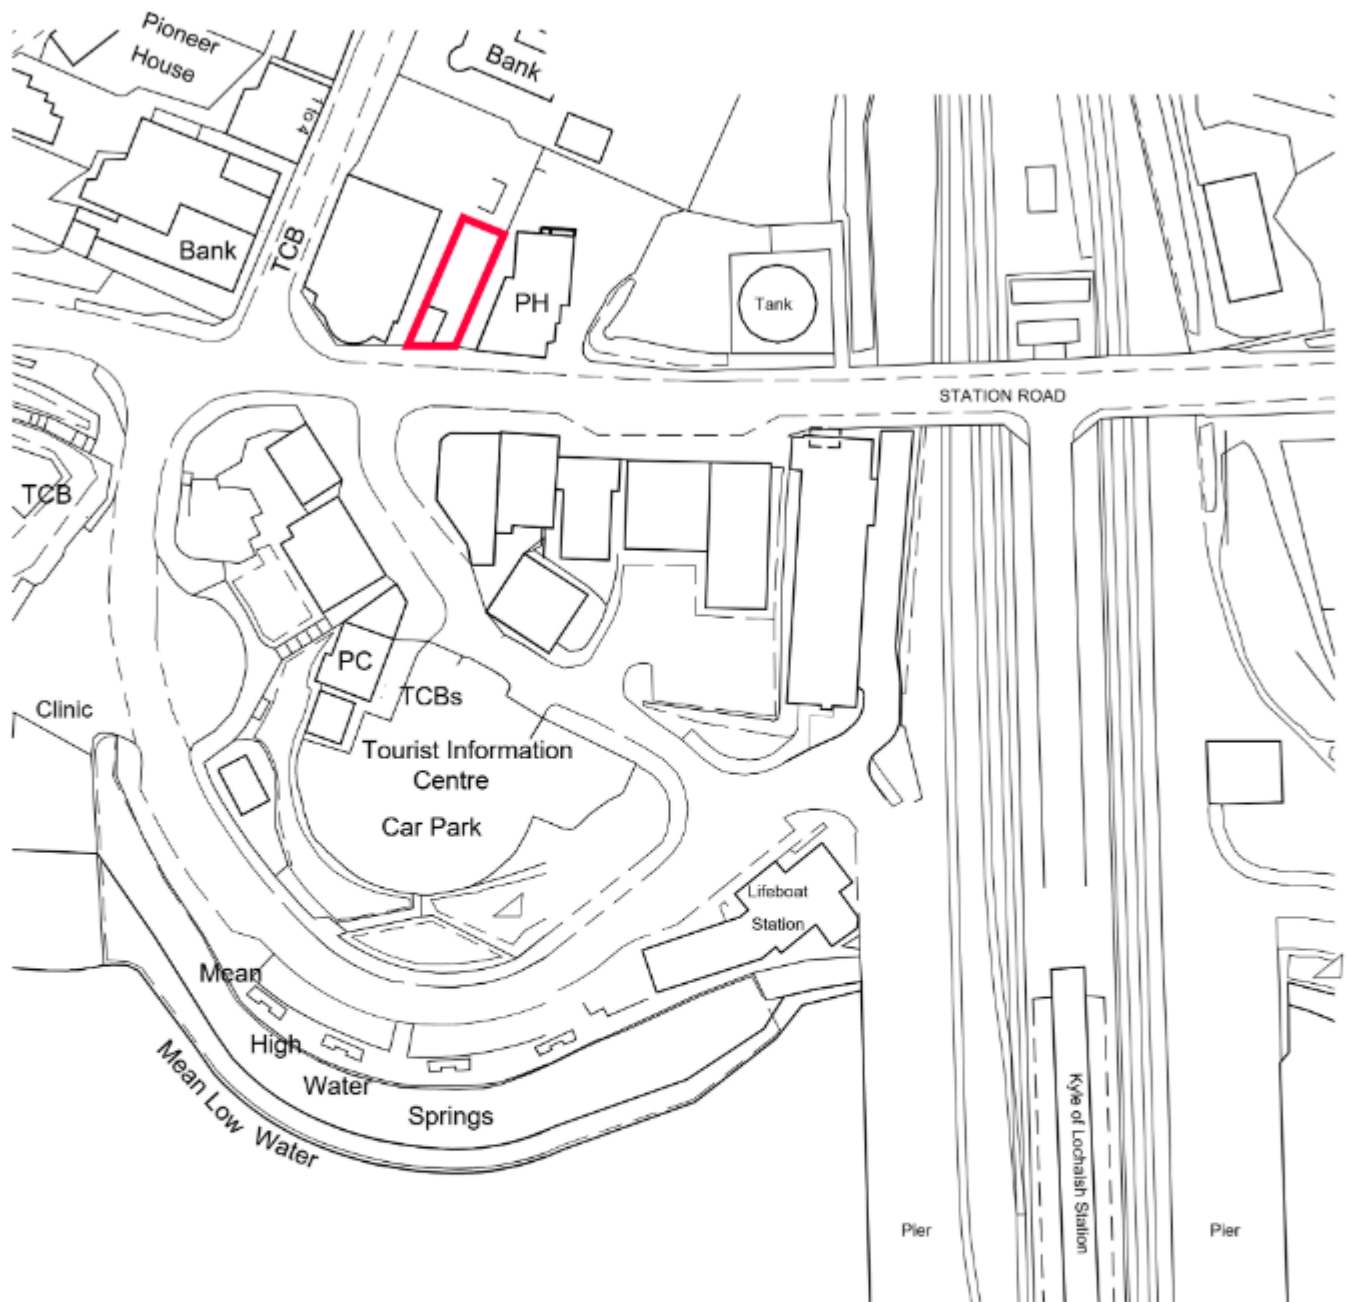 Pioneer
House
Bank
1 to 4
Bank
TCB
PH
Tank
STATION ROAD
TCB
PC
TCBs
Clinic
Tourist Information
Centre
Car Park
Lifeboat
Station
Mean
High
Water
Springs
Mean Low Water
Kyle of Lochalsh Station
Pier
Pier